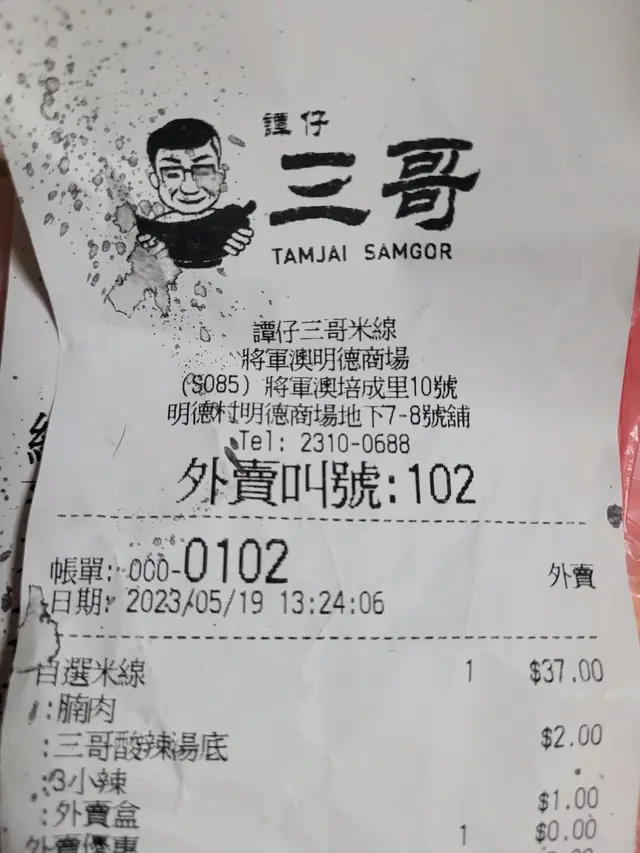 譚仔
三哥
TAMJAI SAMGOR
譚仔三哥米線
將軍澳明德商場
(S085) 將軍澳培成里10號
明德村明德商場地下7-8號舖
Tel: 2310-0688
外賣叫號:102
帳單: 000-0102 外賣
日期: 2023/05/19 13:24:06
自選米線 1 $37.00
:腩肉
:三哥酸辣湯底 $2.00
:3小辣
:外賣盒 $1.00
外賣優惠 1 $0.00